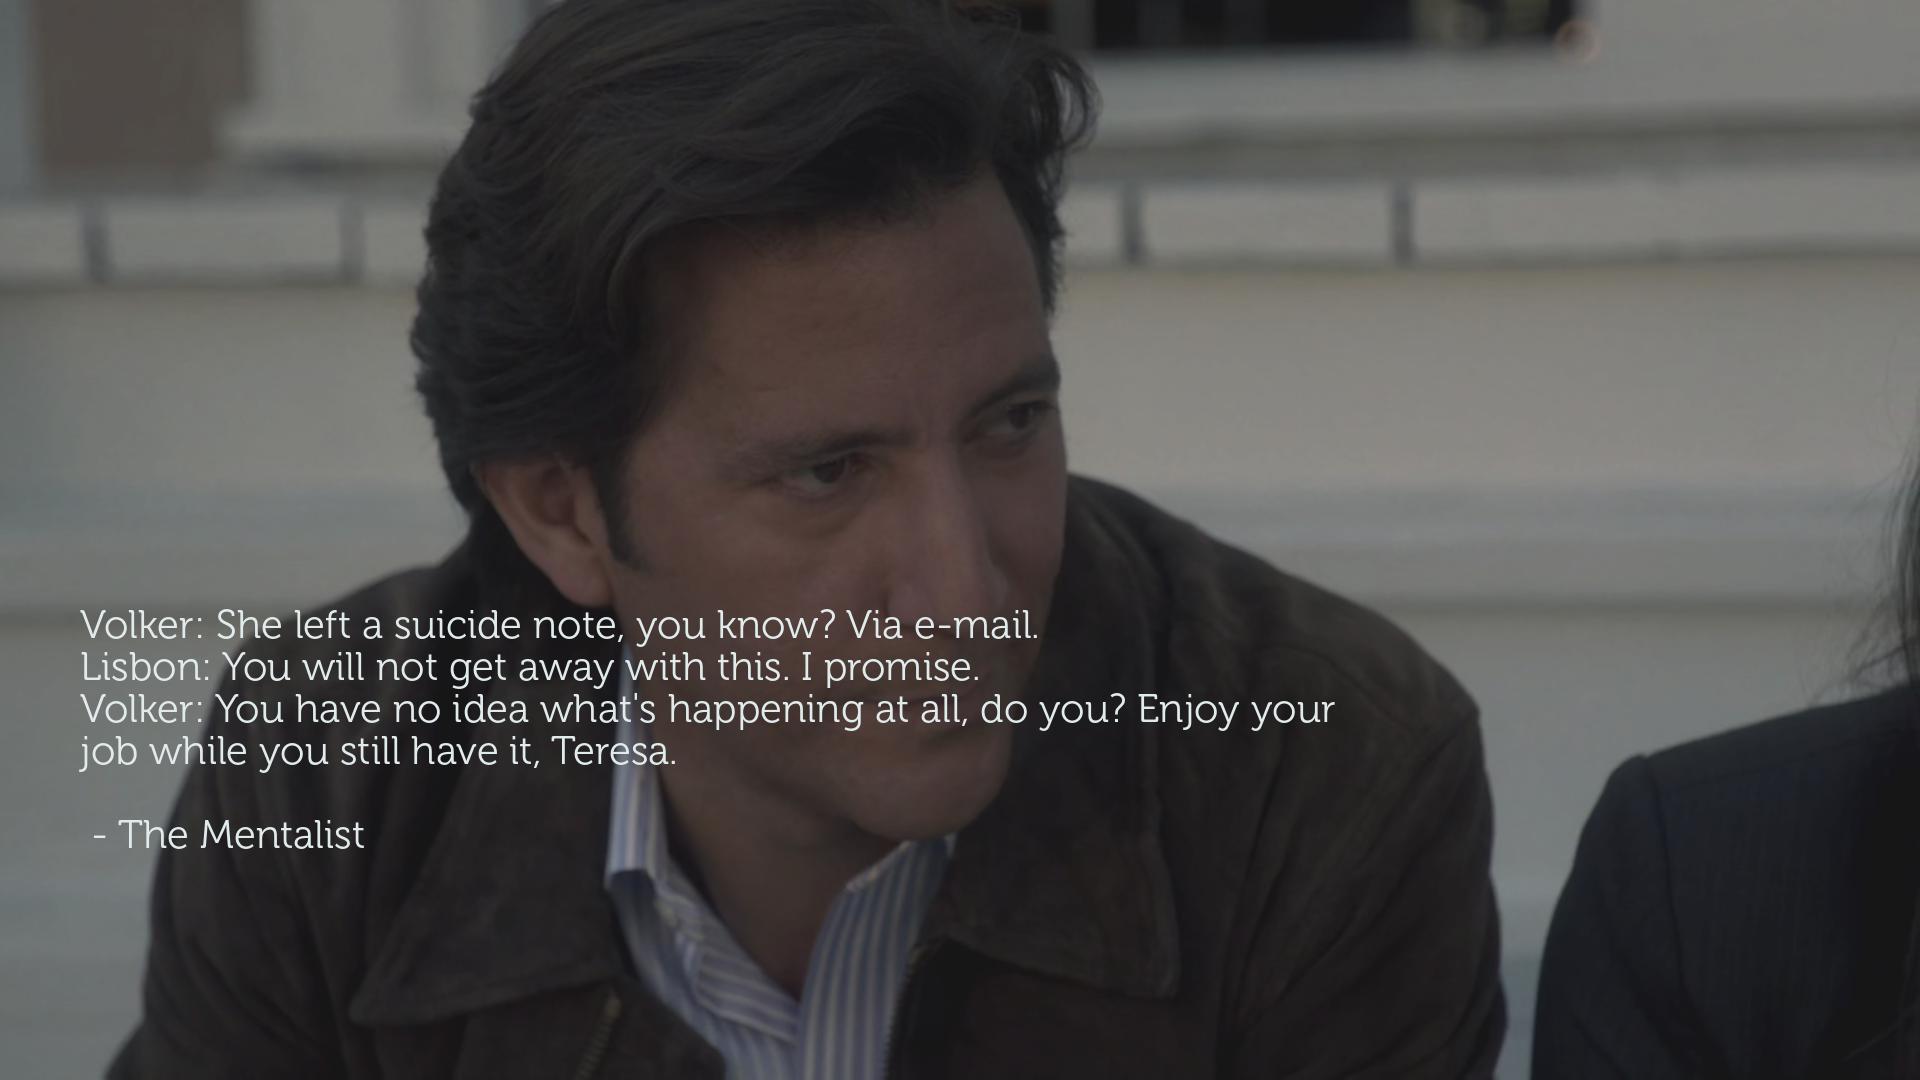 Volker: She left a suicide note, you know? Via e-mail.
Lisbon: You will not get away with this. I promise.
Volker: You have no idea what's happening at all, do you? Enjoy your
job while you still have it, Teresa.
- The Mentalist